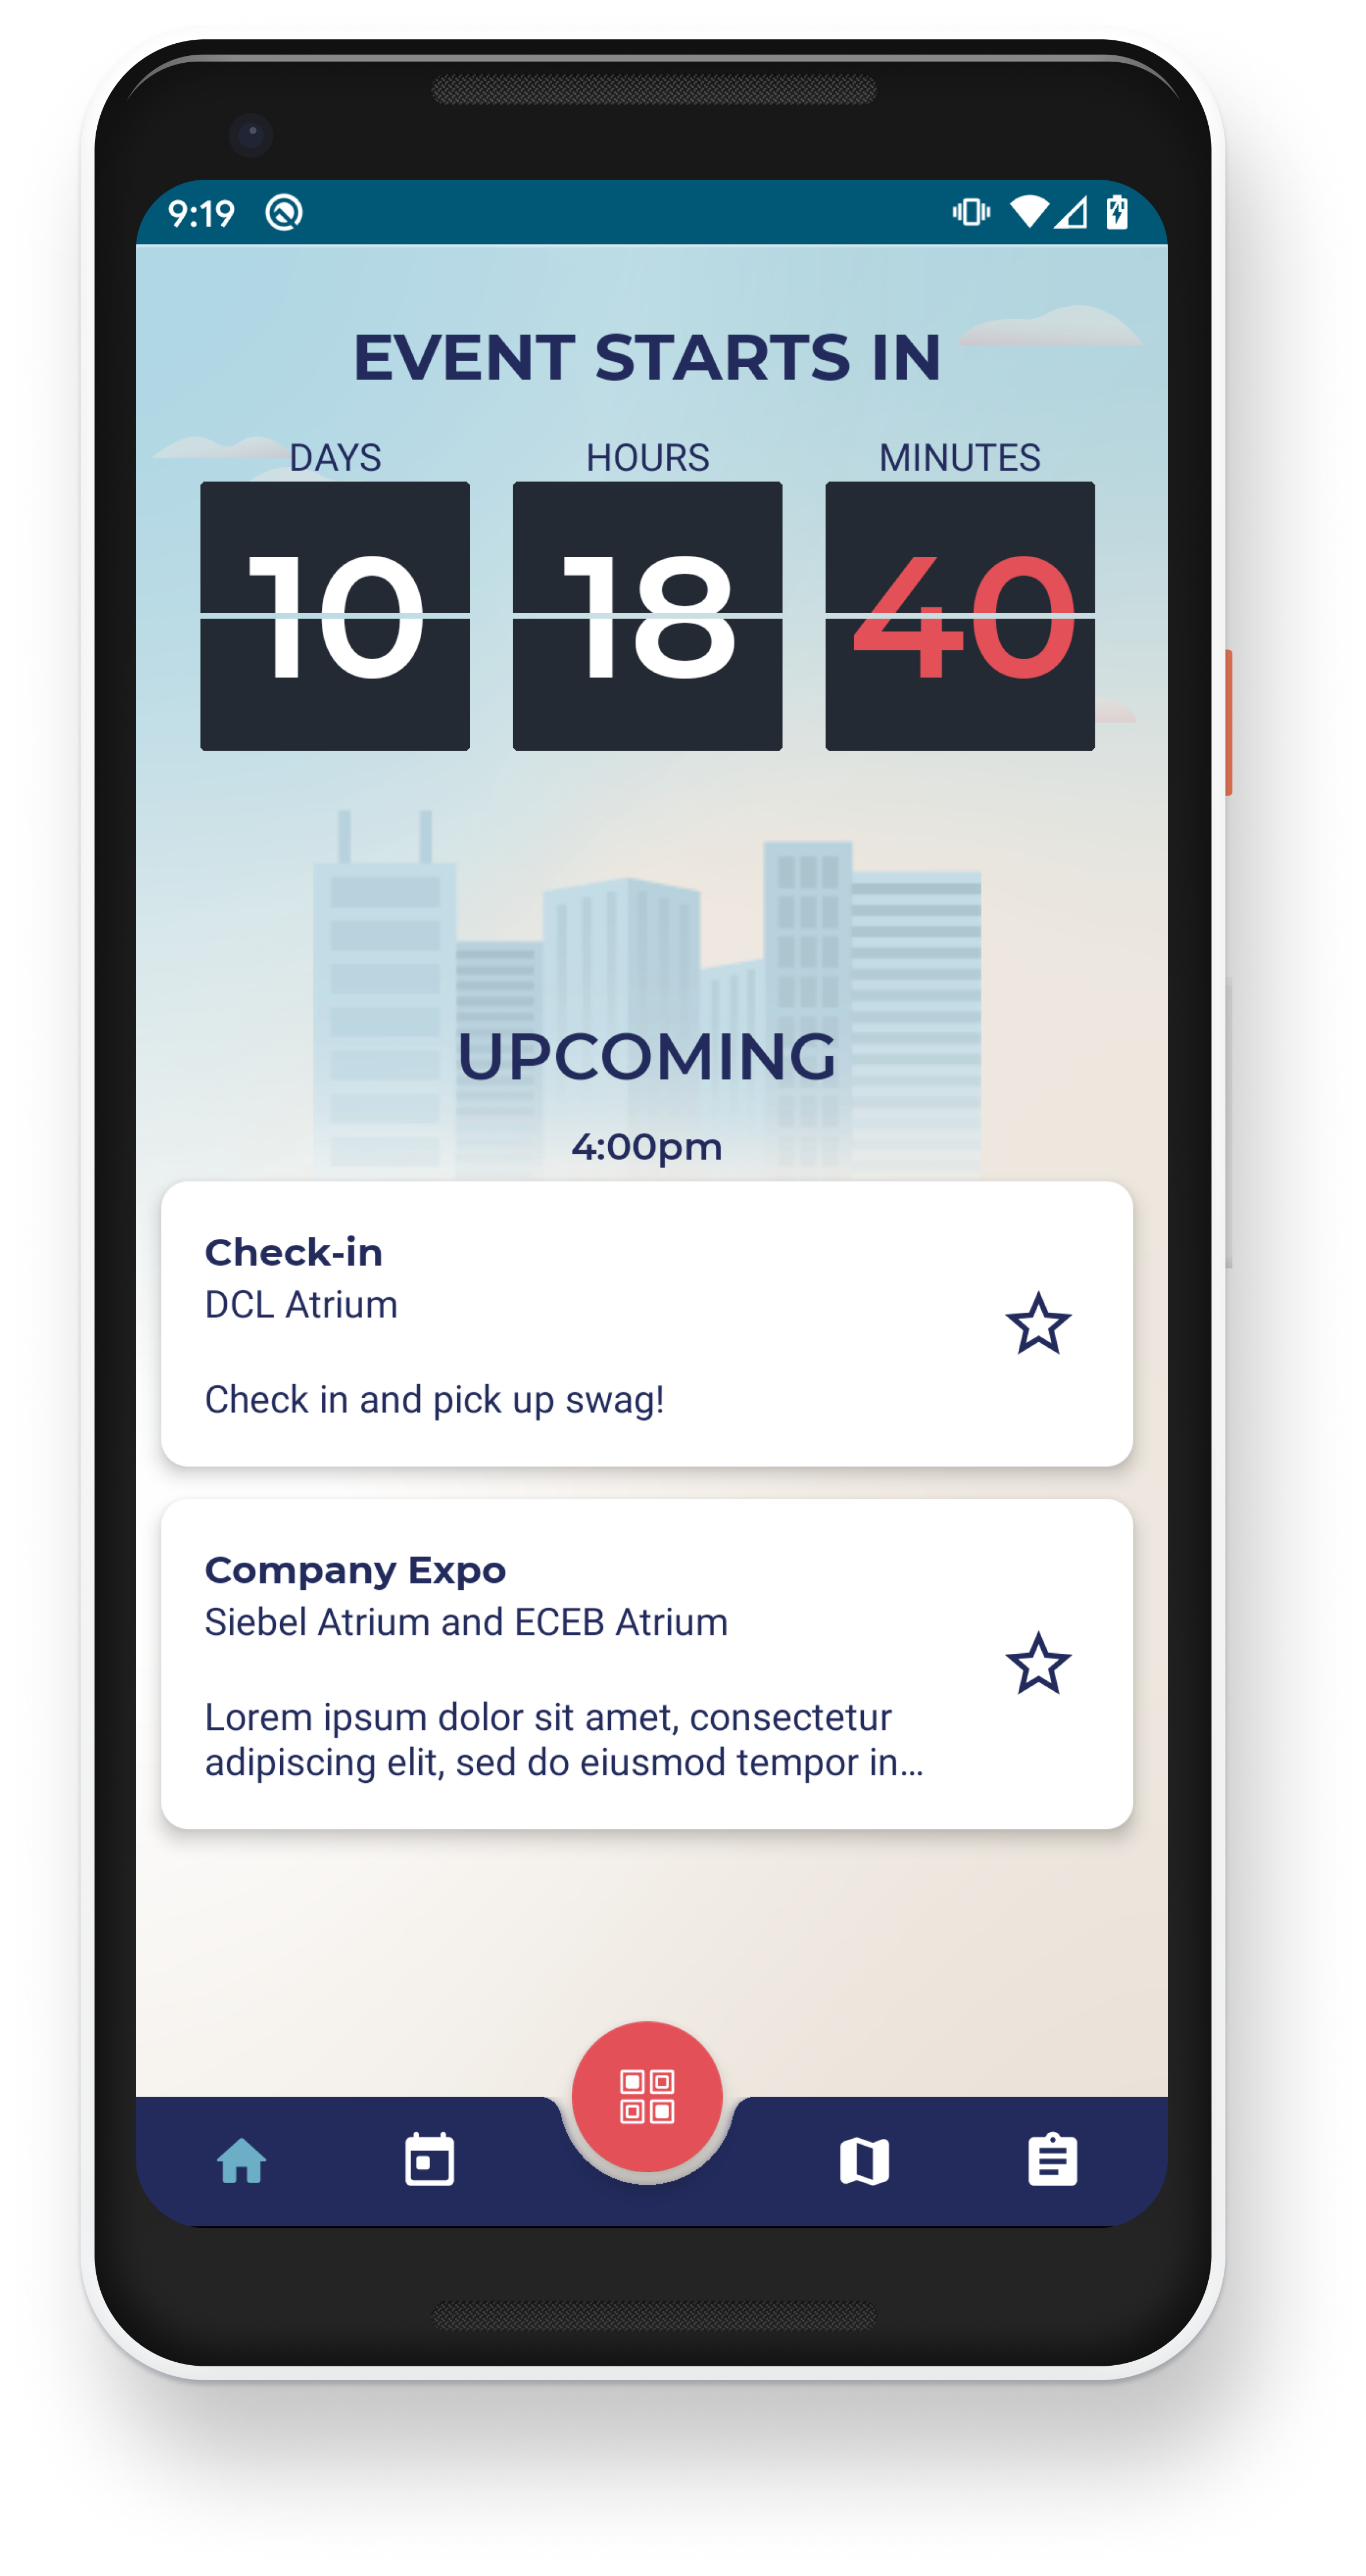 9:19
EVENT STARTS IN
DAYS HOURS MINUTES
10 18 40
UPCOMING
4:00pm
Check-in
DCL Atrium
Check in and pick up swag!
Company Expo
Siebel Atrium and ECEB Atrium
Lorem ipsum dolor sit amet, consectetur
adipiscing elit, sed do eiusmod tempor in...